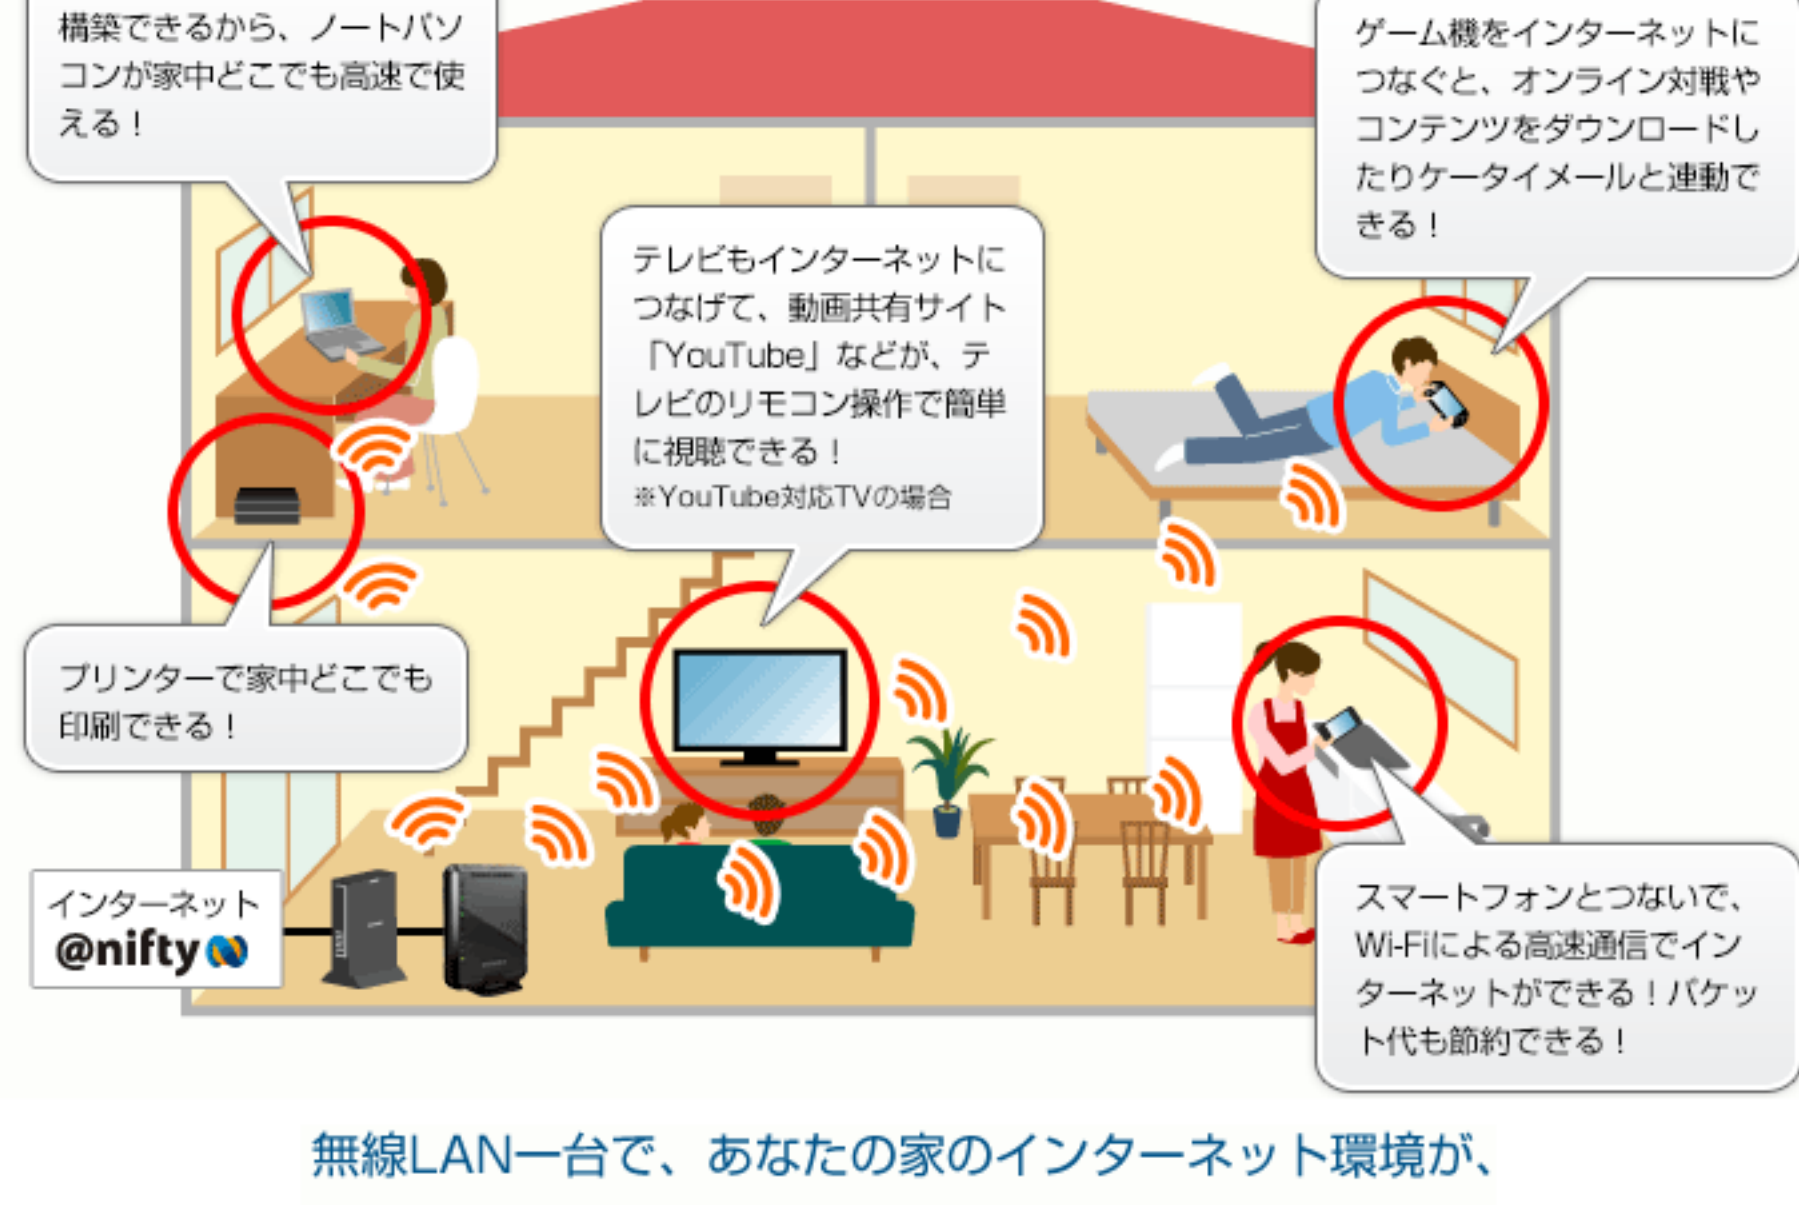 構築できるから、ノートパソ
コンが家中どこでも高速で使
える！
ゲーム機をインターネットに
つなぐと、オンライン対戦や
コンテンツをダウンロードし
たりケータイメールと連動で
きる！
テレビもインターネットに
つなげて、動画共有サイト
「YouTube」などが、テ
レビのリモコン操作で簡単
に視聴できる！
※YouTube対応TVの場合
プリンターで家中どこでも
印刷できる！
インターネット
@nifty
スマートフォンとつないで、
Wi-Fiによる高速通信でイン
ターネットができる！パケッ
ト代も節約できる！
無線LAN一台で、あなたの家のインターネット環境が、